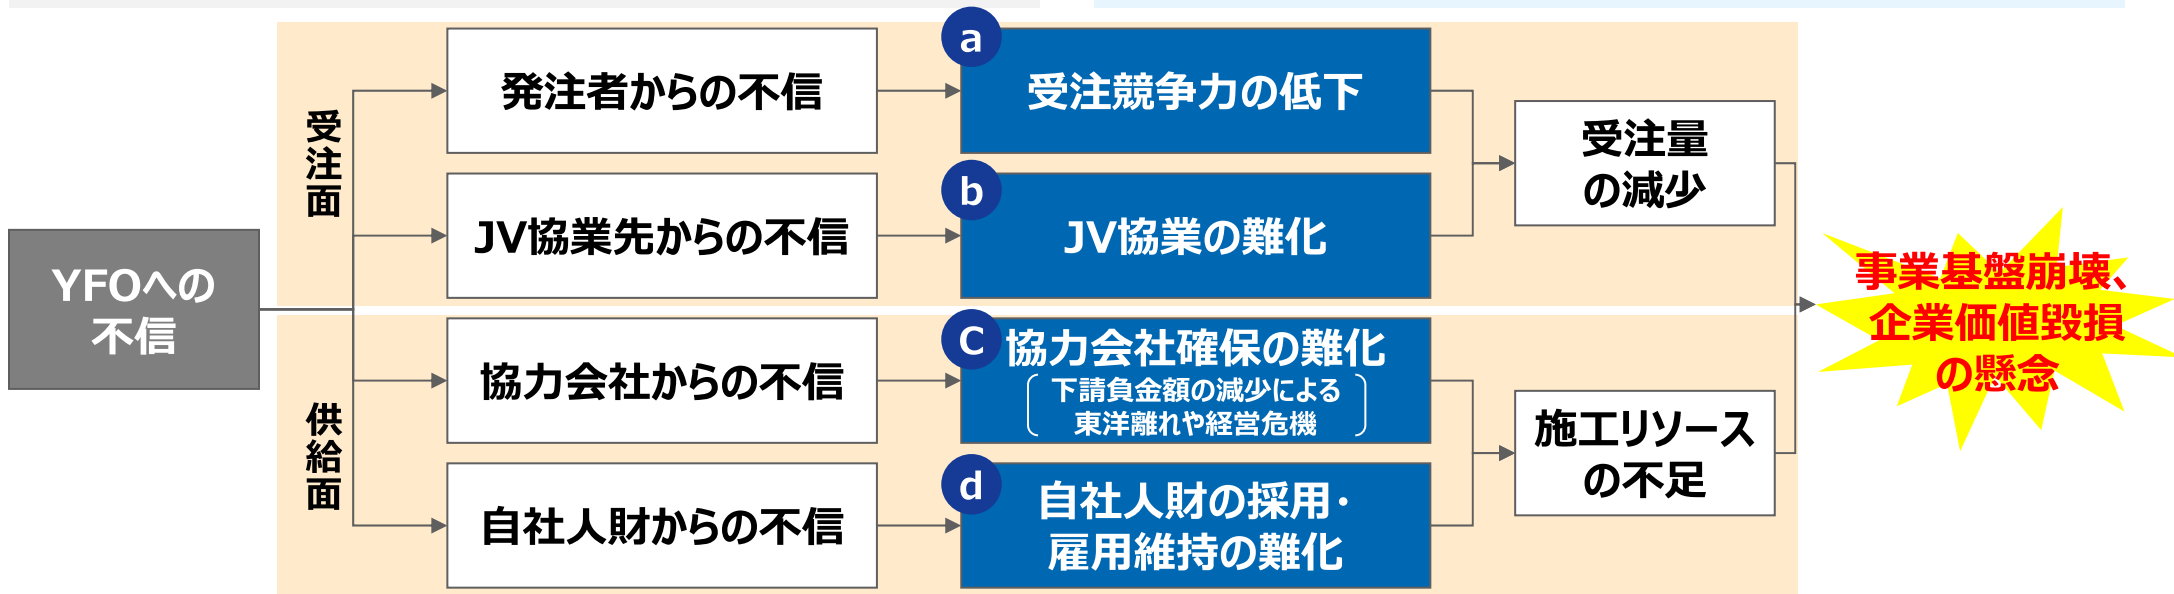 YFOへの
不信
受注面
発注者からの不信
a
受注競争力の低下
JV協業先からの不信
b
JV協業の難化
受注量
の減少
供給面
協力会社からの不信
c
協力会社確保の難化
下請負金額の減少による
東洋離れや経営危機
自社人財からの不信
d
自社人財の採用・
雇用維持の難化
施工リソース
の不足
事業基盤崩壊、
企業価値毀損
の懸念